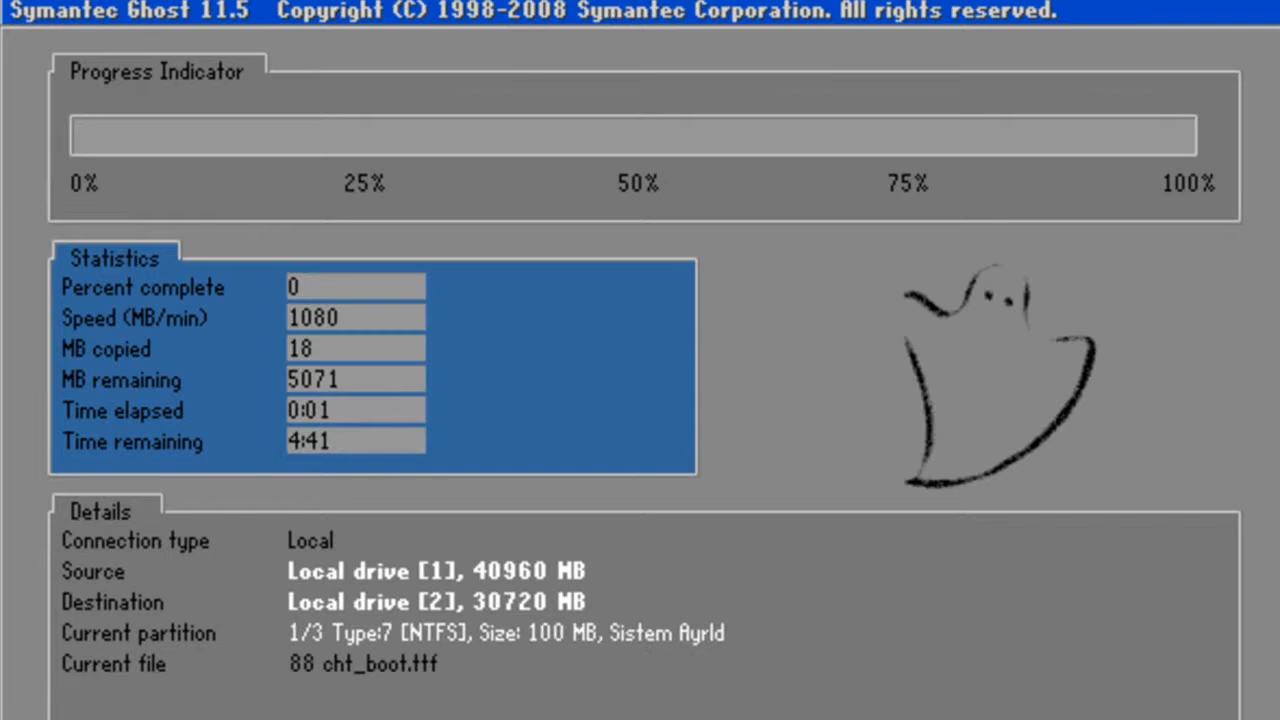 Symantec Ghost 11.5 Copyright (C) 1998-2008 Symantec Corporation. All rights reserved.
Progress Indicator
0% 25% 50% 75% 100%
Statistics
Percent complete 0
Speed (MB/min) 1080
MB copied 18
MB remaining 5071
Time elapsed 0:01
Time remaining 4:41
Details
Connection type Local
Source Local drive [1], 40960 MB
Destination Local drive [2], 30720 MB
Current partition 1/3 Type:7 [NTFS], Size: 100 MB, Sistem Ayrld
Current file 88 cht_boot.ttf